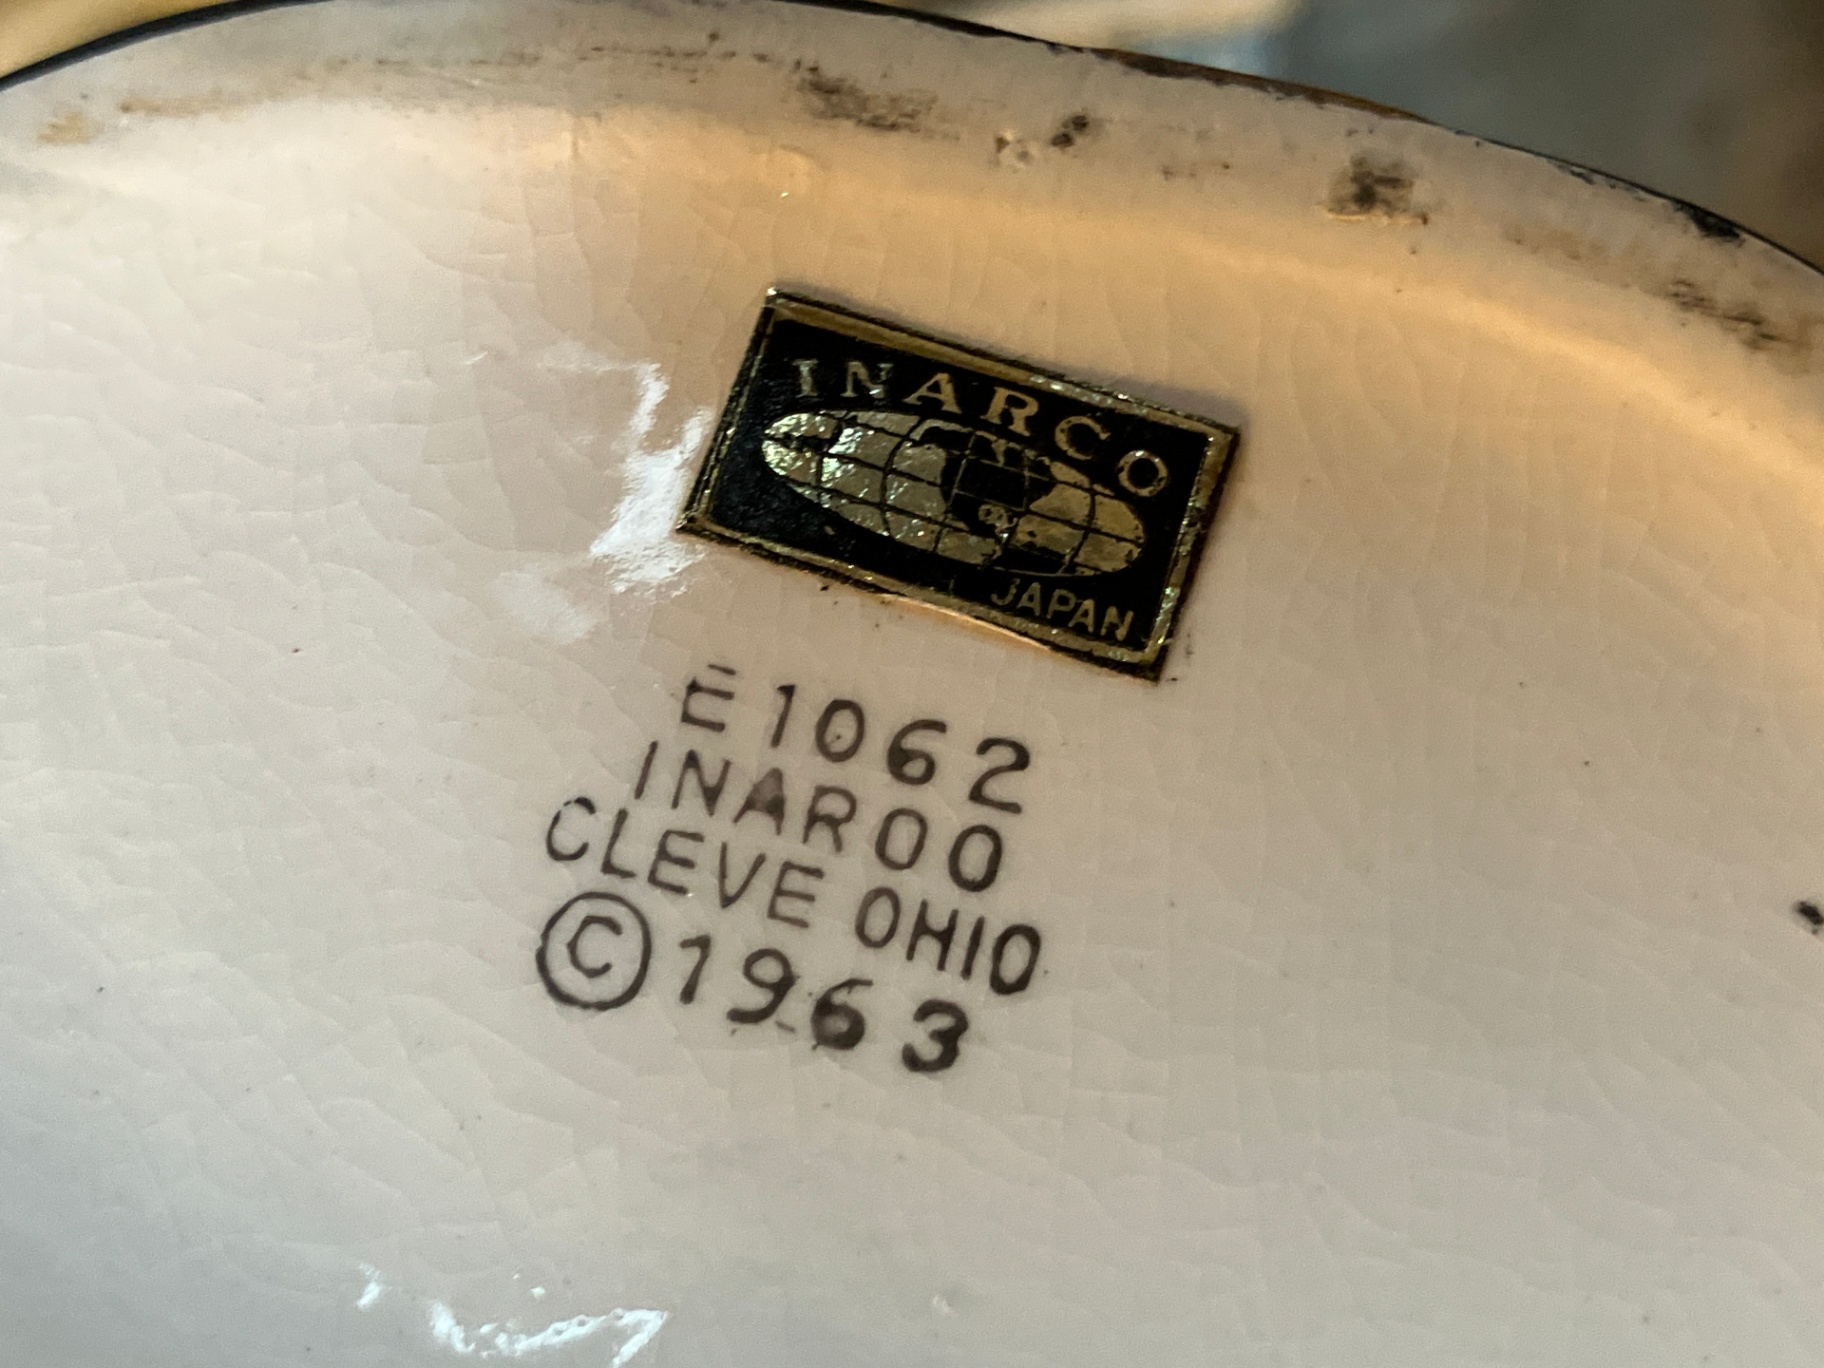 INARCO
JAPAN
E1062
INAROO
CLEVE OHIO
©1963